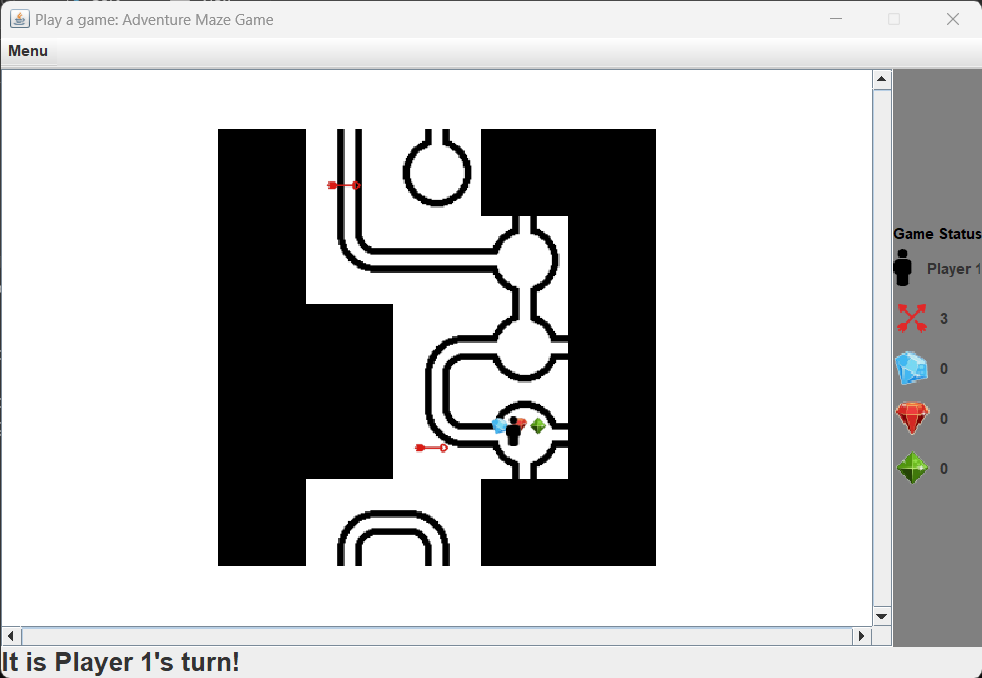 Play a game: Adventure Maze Game
Menu
Game Status
Player 1
3
0
0
0
It is Player 1's turn!